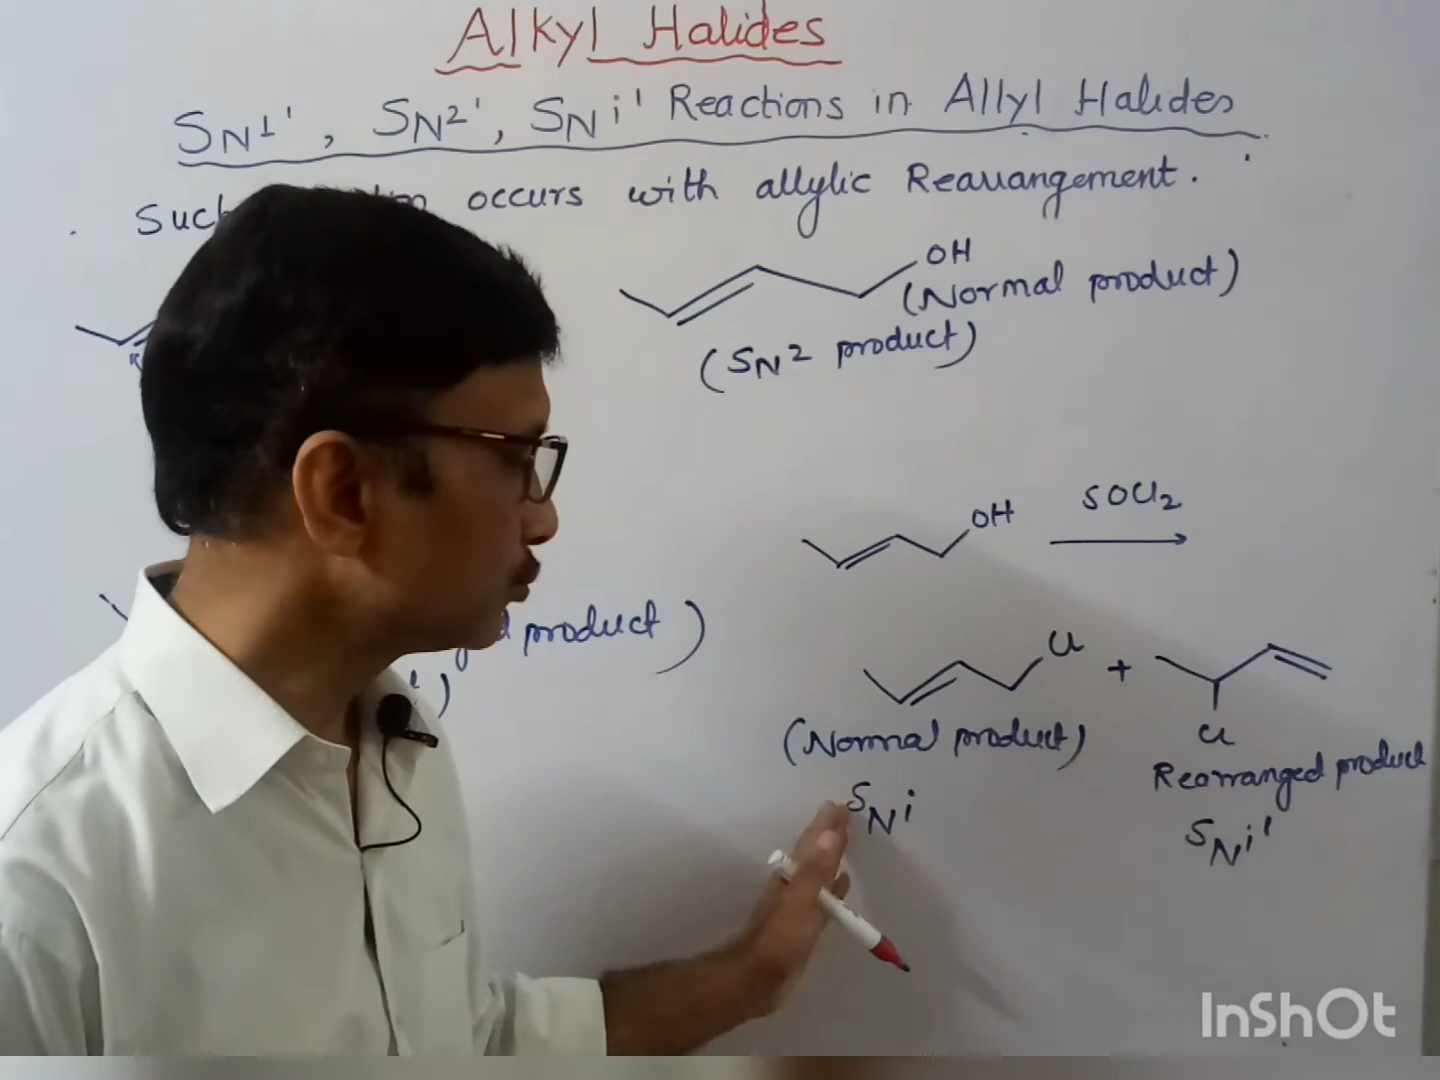 Alkyl Halides
SN1', SN2', SNi' Reactions in Allyl Halides
occurs with allylic Rearrangement.
OH
(Normal product)
(SN2 product)
OH
SOCl2
product)
Cl
+
')
(Normal product)
Cl
Rearranged product
SNi
SNi'
InShOt